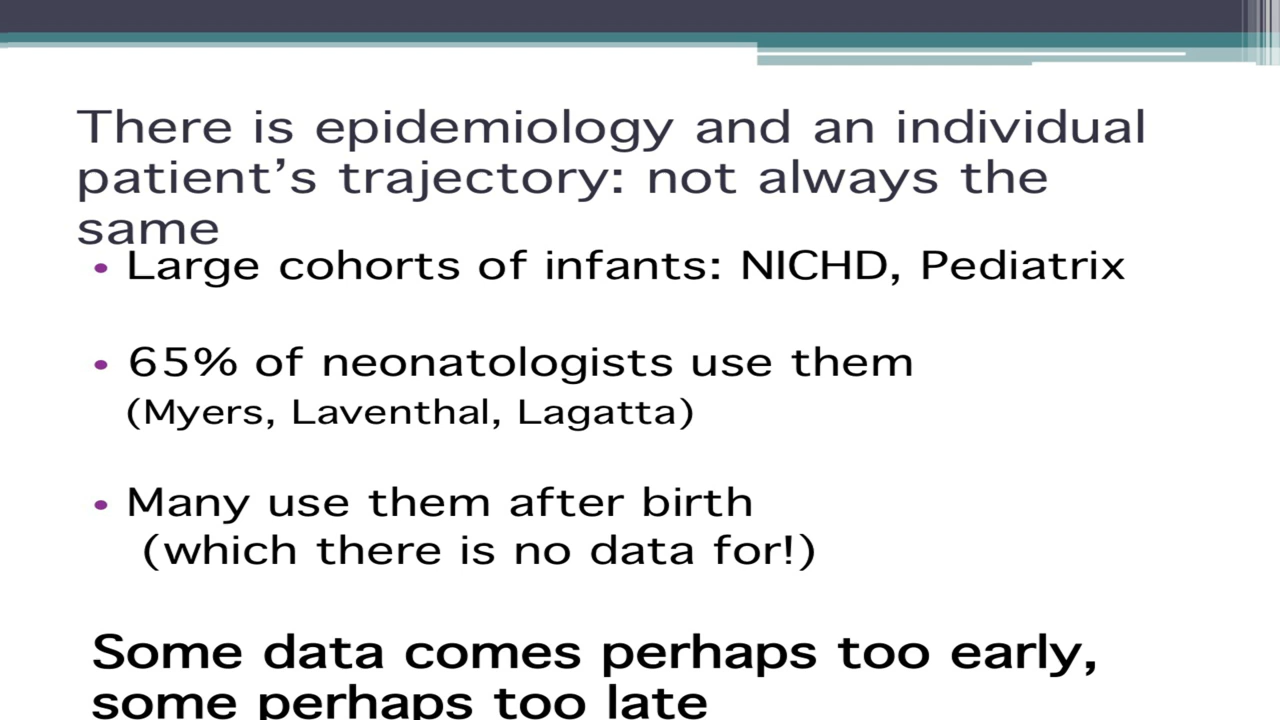 There is epidemiology and an individual
patient’s trajectory: not always the
same
• Large cohorts of infants: NICHD, Pediatrix
• 65% of neonatologists use them
(Myers, Laventhal, Lagatta)
• Many use them after birth
(which there is no data for!)
Some data comes perhaps too early,
some perhaps too late